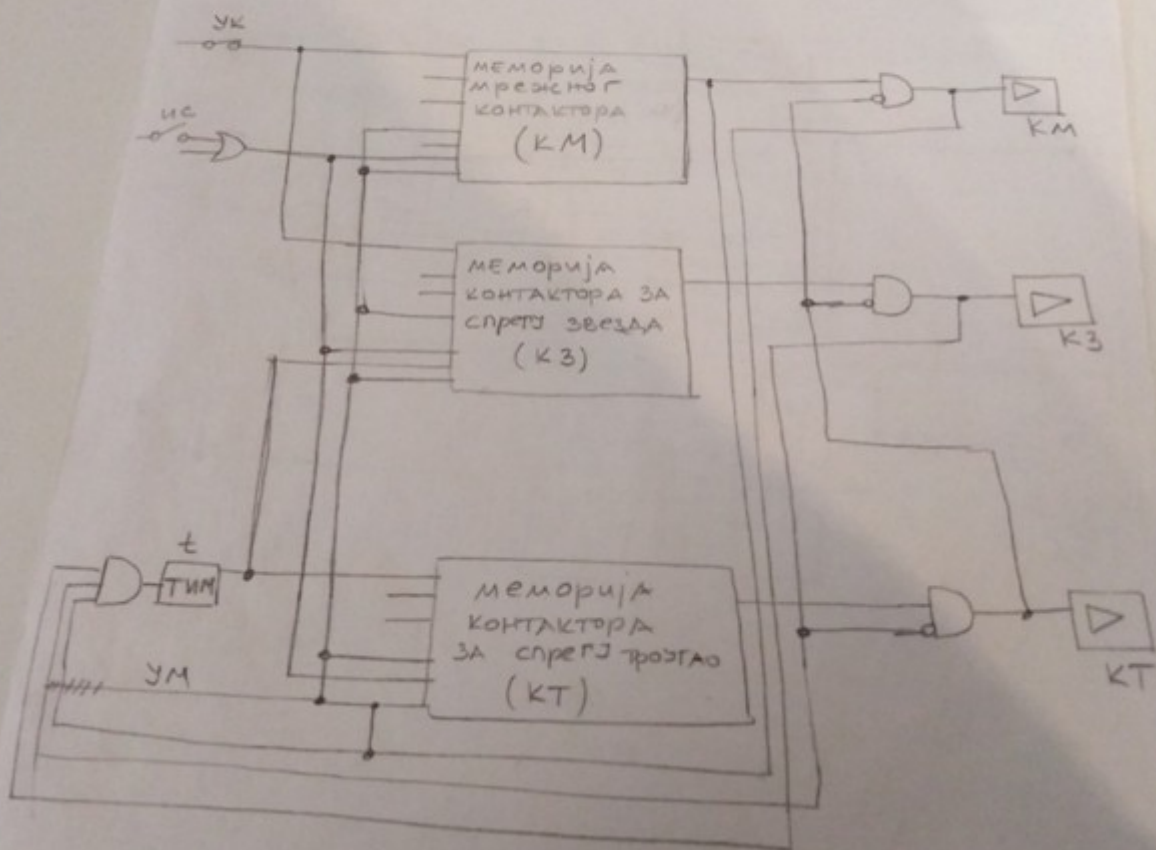 УК
ИС
МЕМОРИЈА
МРЕЖНОГ
КОНТАКТОРА
(КМ)
КМ
МЕМОРИЈА
КОНТАКТОРА ЗА
СПРЕГУ ЗВЕЗДА
(КЗ)
КЗ
t
ТИМ
МЕМОРИЈА
КОНТАКТОРА
ЗА СПРЕГУ ТРОУГАО
(КТ)
КТ
УМ